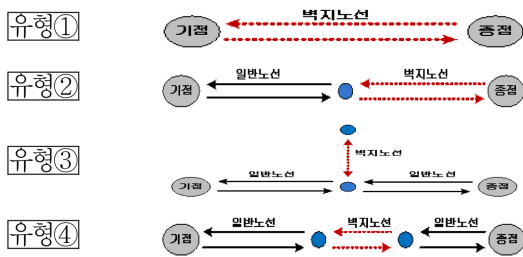 유형① 기점 벽지노선 종점
유형② 기점 일반노선 벽지노선 종점
벽지노선
유형③ 기점 일반노선 일반노선 종점
유형④ 기점 일반노선 벽지노선 일반노선 종점